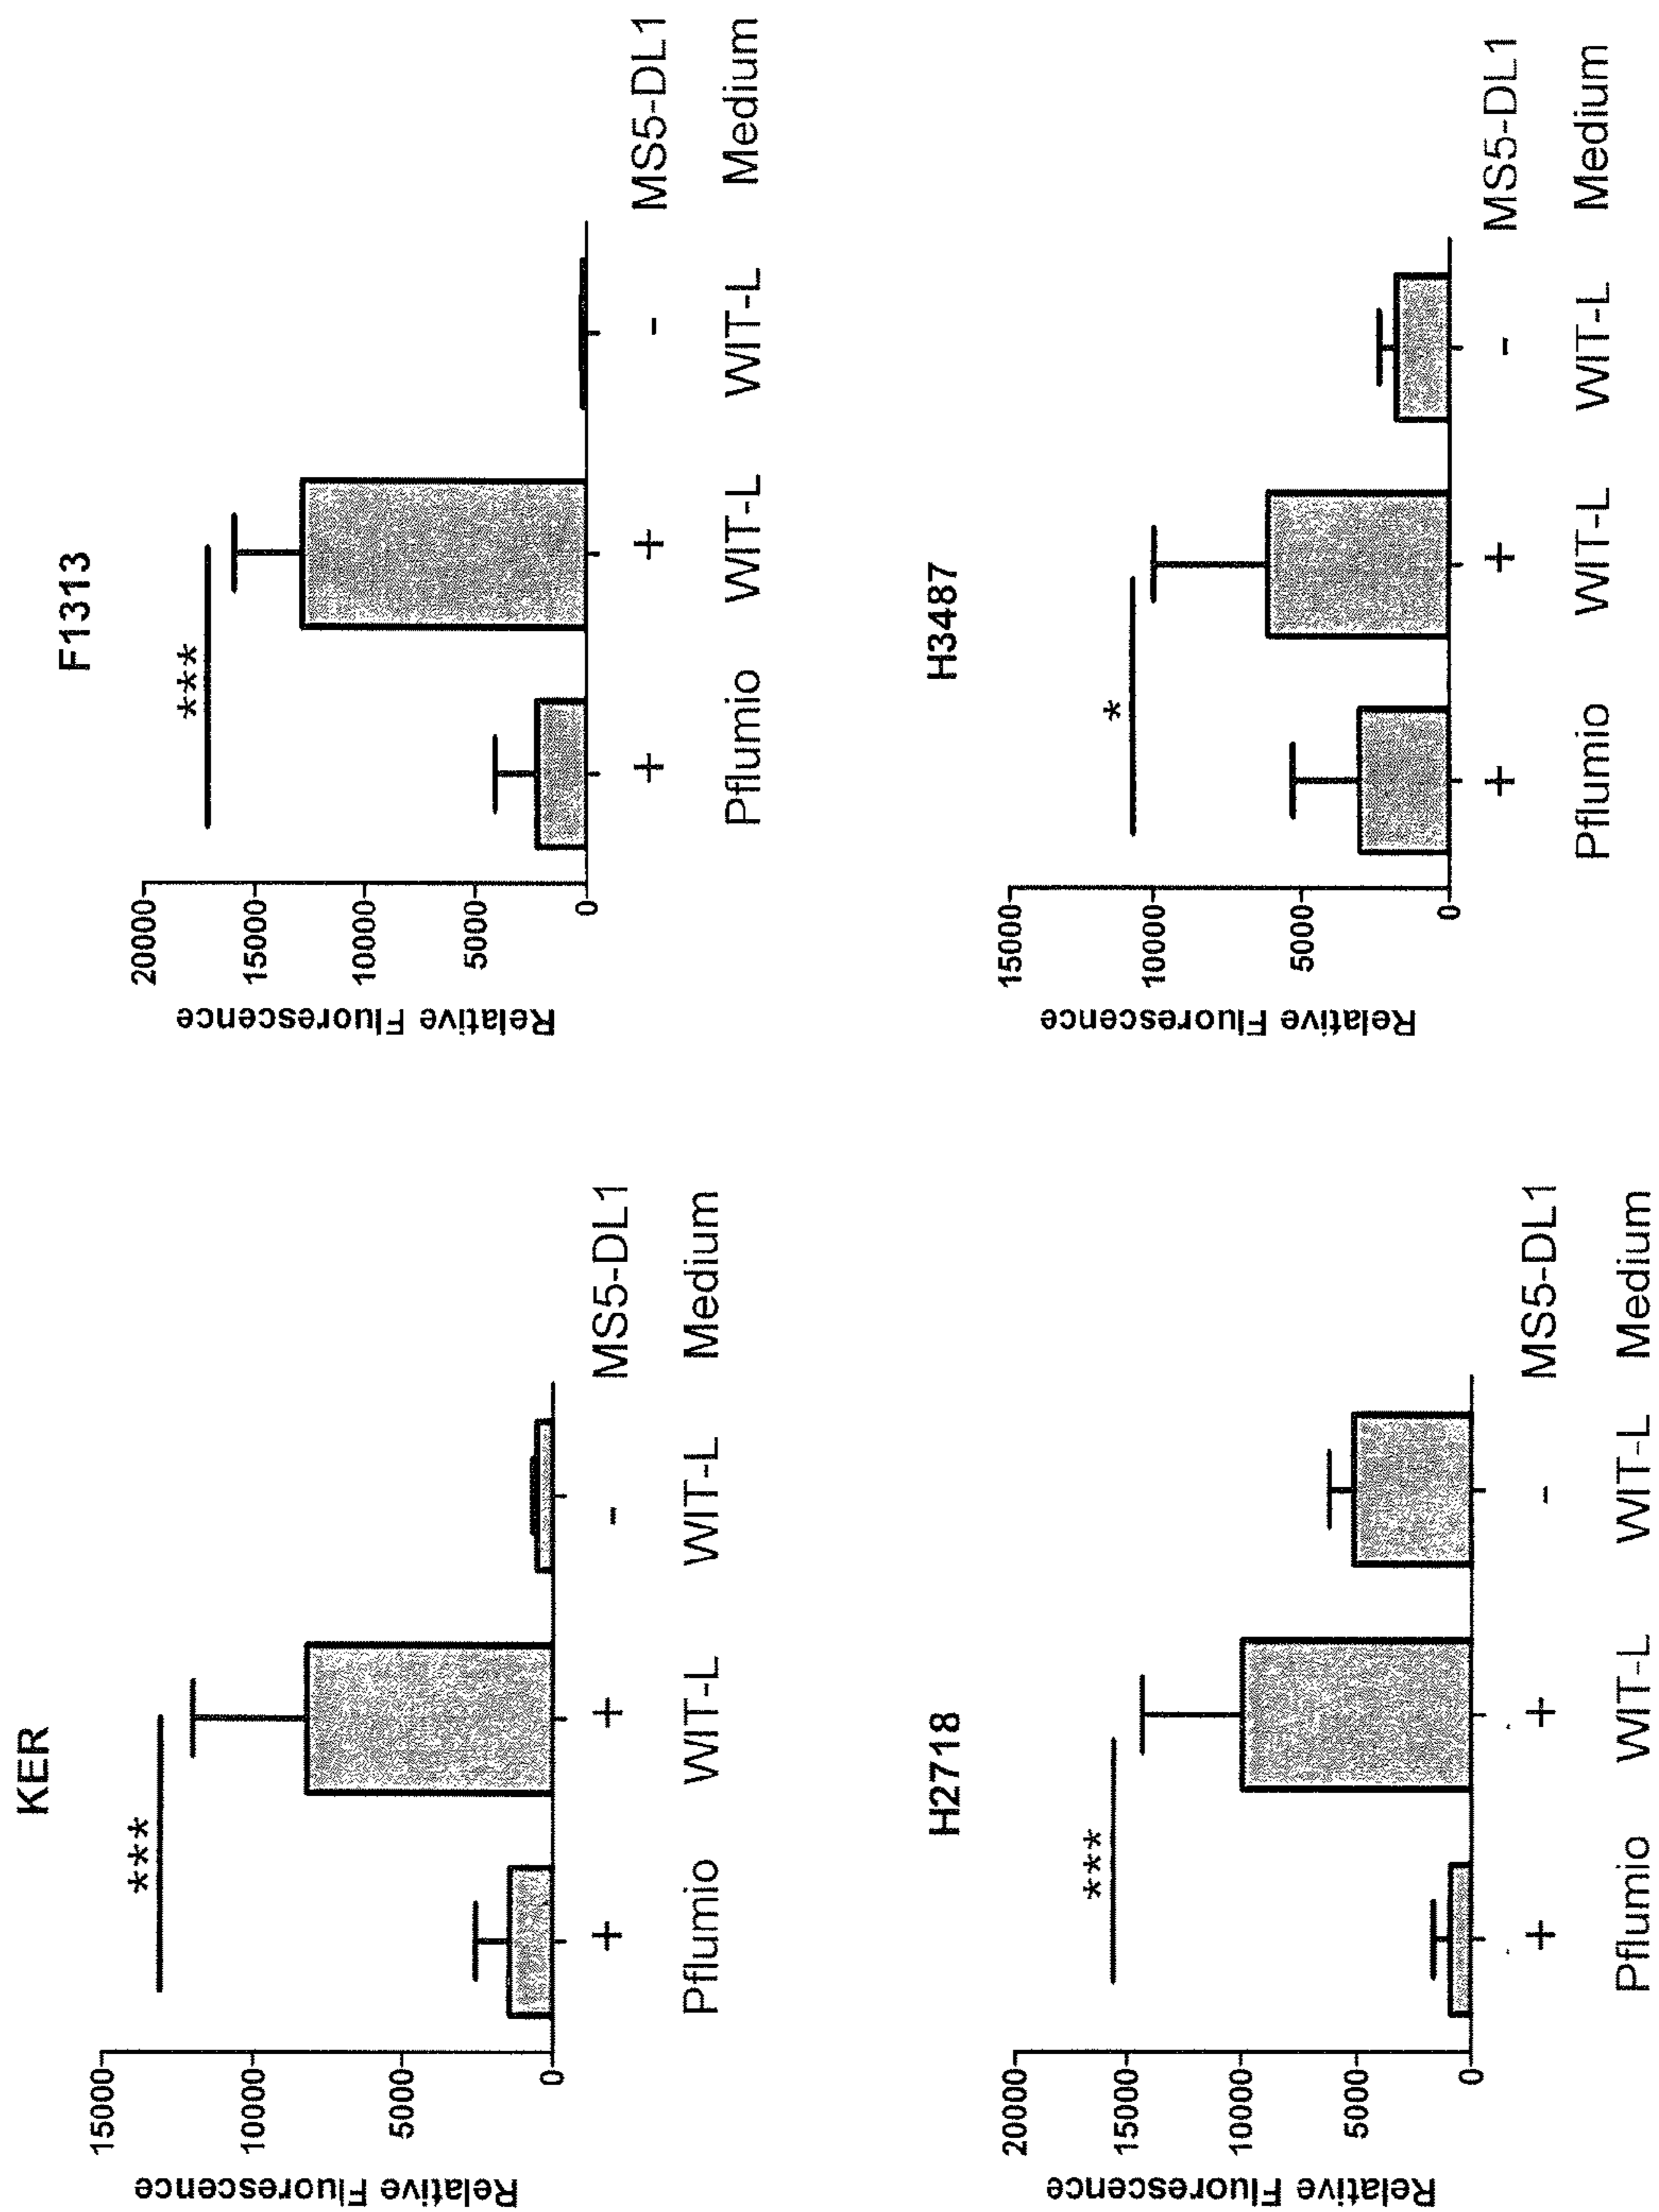 KER
***
Relative Fluorescence
15000
10000
5000
0
+ + - MS5-DL1
Pflumio WIT-L WIT-L Medium
F1313
***
Relative Fluorescence
20000
15000
10000
5000
0
+ + - MS5-DL1
Pflumio WIT-L WIT-L Medium
H2718
***
Relative Fluorescence
20000
15000
10000
5000
0
+ + - MS5-DL1
Pflumio WIT-L WIT-L Medium
H3487
*
Relative Fluorescence
15000
10000
5000
0
+ + - MS5-DL1
Pflumio WIT-L WIT-L Medium